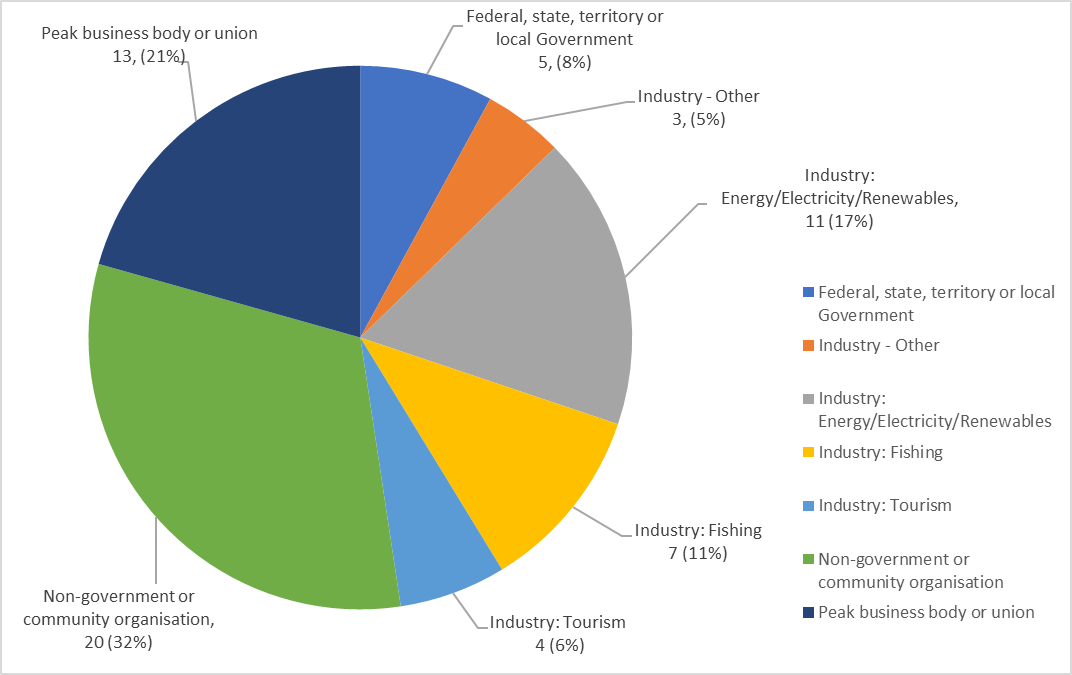 Peak business body or union
13, (21%)
Federal, state, territory or
local Government
5, (8%)
Industry - Other
3, (5%)
Industry:
Energy/Electricity/Renewables,
11 (17%)
Industry: Fishing
7 (11%)
Industry: Tourism
4 (6%)
Non-government or
community organisation,
20 (32%)
Federal, state, territory or local
Government
Industry - Other
Industry:
Energy/Electricity/Renewables
Industry: Fishing
Industry: Tourism
Non-government or
community organisation
Peak business body or union